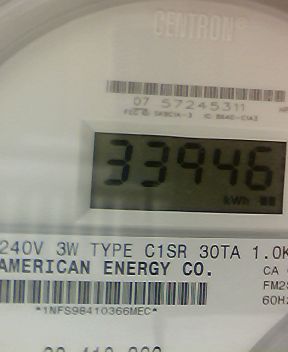 CENTRON®
07 57245311
33946
kWh
240V 3W TYPE C1SR 30TA 1.0K
AMERICAN ENERGY CO.
CA
FM2S
60Hz
*1NFS98410366MEC*